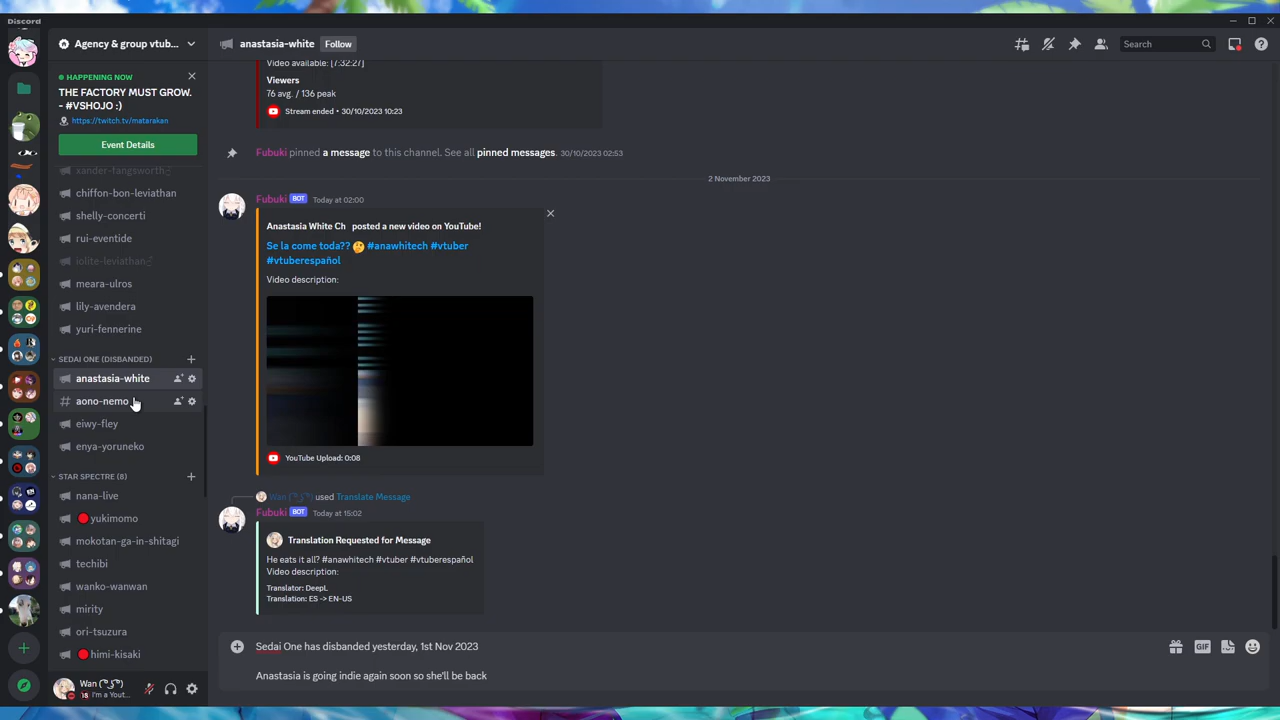 Discord
Agency & group vtub...
HAPPENING NOW
THE FACTORY MUST GROW.
- #VSHOJO :)
https://twitch.tv/matarakan
Event Details
xander-fangsworth
chiffon-bon-leviathan
shelly-concerti
rui-eventide
iolite-leviathan
meara-ulros
lily-avendera
yuri-fennerine
SEDAI ONE (DISBANDED)
anastasia-white
aono-nemo
eiwy-fley
enya-yoruneko
STAR SPECTRE (8)
nana-live
🔴yukimomo
mokotan-ga-in-shitagi
techibi
wanko-wanwan
mirity
ori-tsuzura
🔴himi-kisaki
Wan ( ͡° ͜ʖ ͡°)
I'm a Yout...
anastasia-white
Follow
Search
Video available: [7:32:27]
Viewers
76 avg. / 136 peak
Stream ended • 30/10/2023 10:23
Fubuki pinned a message to this channel. See all pinned messages. 30/10/2023 02:53
2 November 2023
Fubuki BOT Today at 02:00
Anastasia White Ch posted a new video on YouTube!
Se la come toda?? 🤔 #anawhitech #vtuber
#vtuberespañol
Video description:
YouTube Upload: 0:08
Wan ( ͡° ͜ʖ ͡°) used Translate Message
Fubuki BOT Today at 15:02
Translation Requested for Message
He eats it all? #anawhitech #vtuber #vtuberespañol
Video description:
Translator: DeepL
Translation: ES -> EN-US
Sedai One has disbanded yesterday, 1st Nov 2023
Anastasia is going indie again soon so she'll be back
GIF